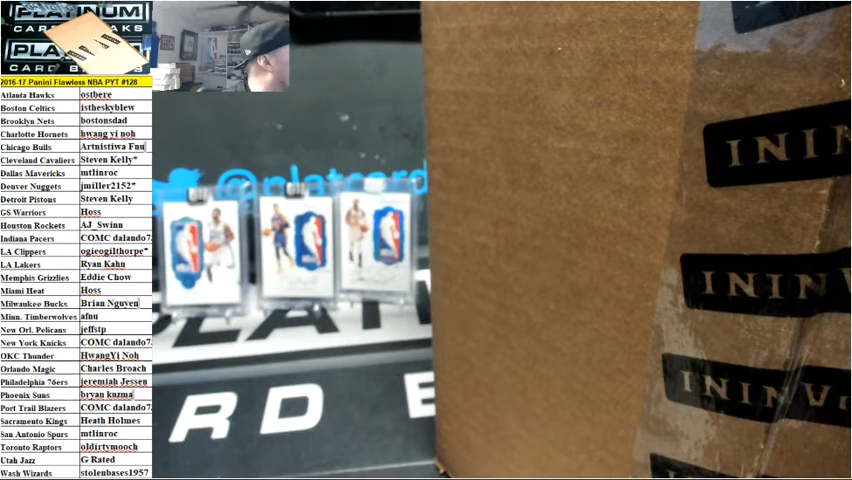 PLATINUM
CARD BREAKS
CARD B
2016-17 Panini Flawless NBA PYT #128
Atlanta Hawks ostbere
Boston Celtics istheskyblew
Brooklyn Nets bostonsdad
Charlotte Hornets hwang yi noh
Chicago Bulls Artnistiwa Fnu
Cleveland Cavaliers Steven Kelly*
Dallas Mavericks mtlinroc
Denver Nuggets jmiller2152*
Detroit Pistons Steven Kelly
GS Warriors Hoss
Houston Rockets AJ_Swinn
Indiana Pacers COMC dalando7
LA Clippers ogieogilthorpe*
LA Lakers Ryan Kahn
Memphis Grizzlies Eddie Chow
Miami Heat Hoss
Milwaukee Bucks Brian Nguyen
Minn. Timberwolves afnu
New Orl. Pelicans jeffstp
New York Knicks COMC dalando7
OKC Thunder HwangYi Noh
Orlando Magic Charles Broach
Philadelphia 76ers jeremiah Jessen
Phoenix Suns bryan kuzma
Port Trail Blazers COMC dalando7
Sacramento Kings Heath Holmes
San Antonio Spurs mtlinroc
Toronto Raptors oldirtymooch
Utah Jazz G Rated
Wash Wizards stolenbases1957
@platcard
PLATIN
RD B
ININ
ININV
ININV